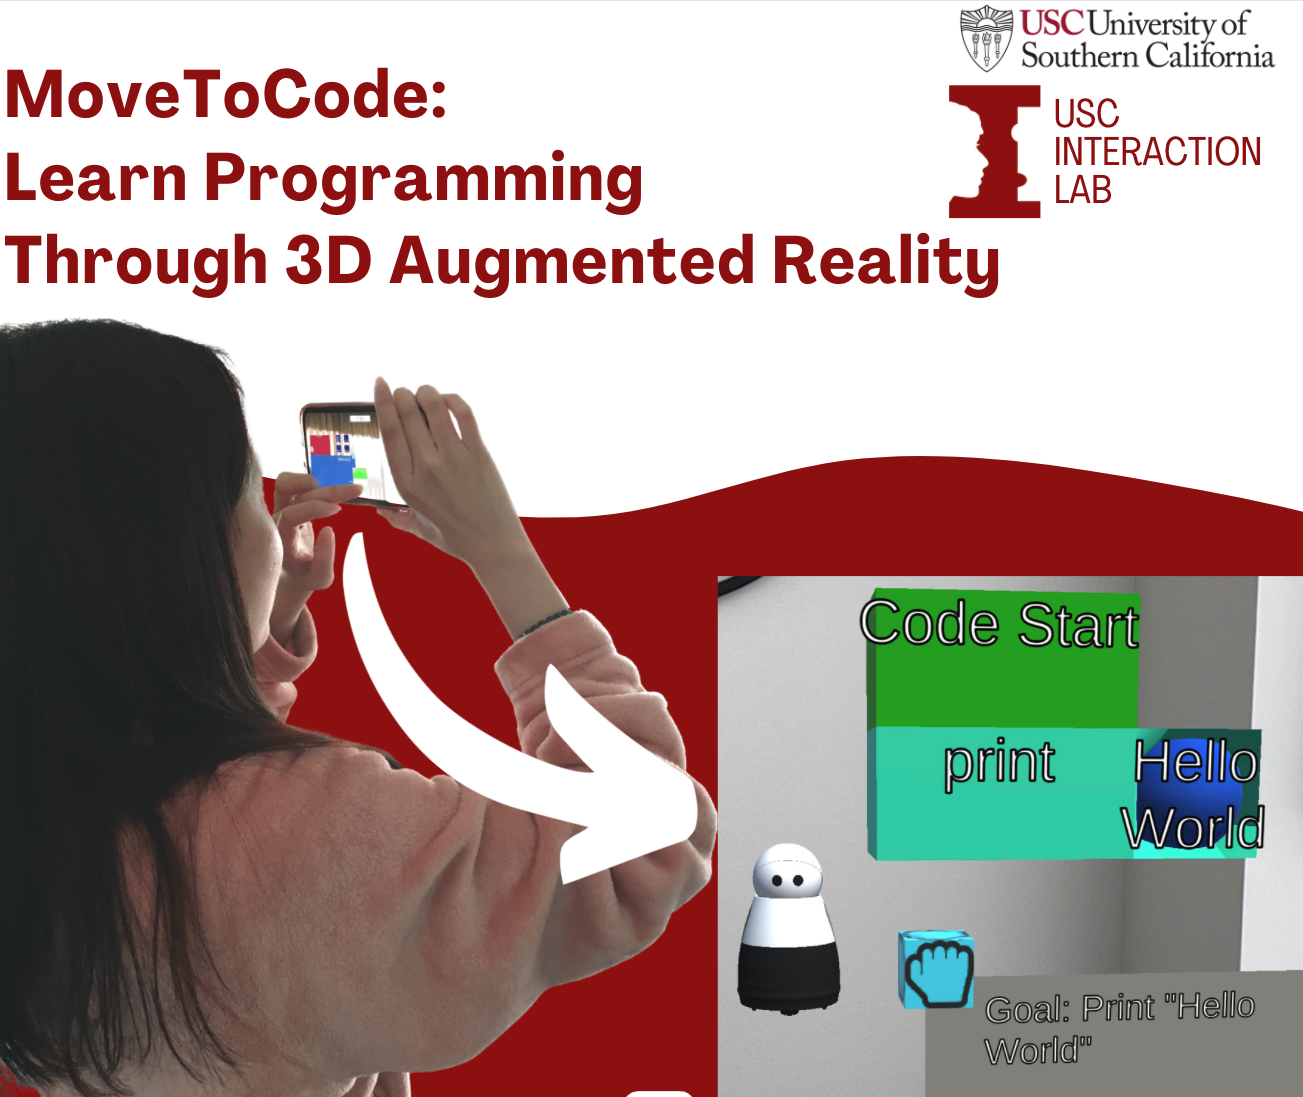 USC University of
Southern California
USC
INTERACTION
LAB
MoveToCode:
Learn Programming
Through 3D Augmented Reality
Code Start
print
Hello
World
Goal: Print "Hello
World"